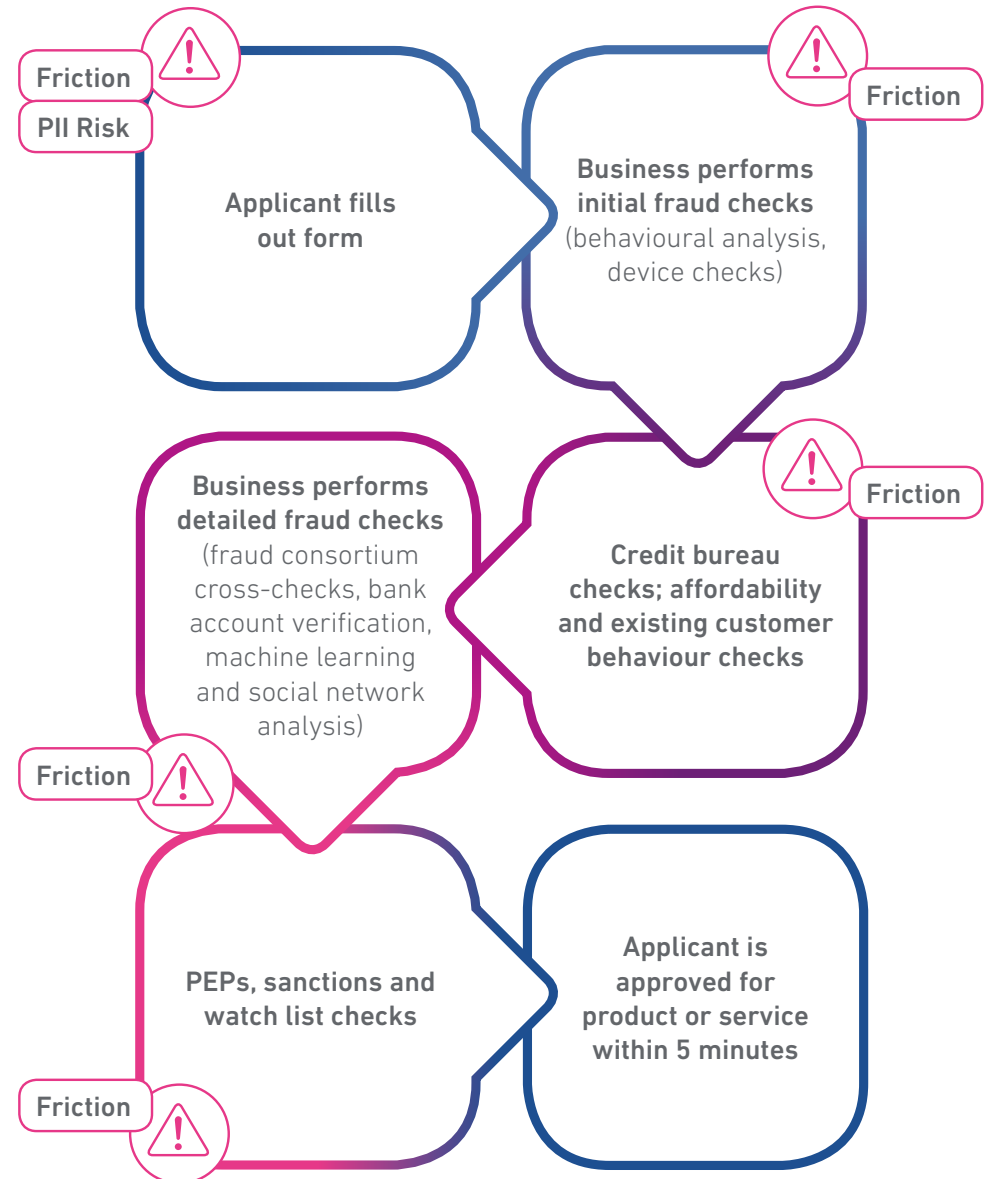 Friction
PII Risk
Applicant fills
out form
Friction
Business performs
initial fraud checks
(behavioural analysis,
device checks)
Friction
Credit bureau
checks; affordability
and existing customer
behaviour checks
Business performs
detailed fraud checks
(fraud consortium
cross-checks, bank
account verification,
machine learning
and social network
analysis)
Friction
PEPs, sanctions and
watch list checks
Friction
Applicant is
approved for
product or service
within 5 minutes